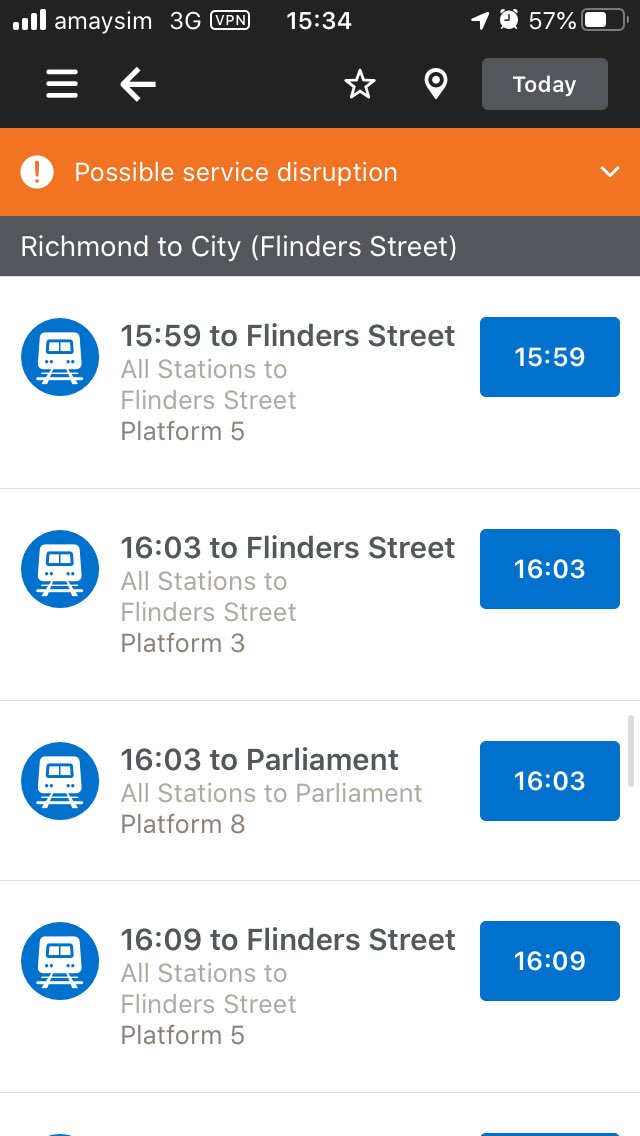 amaysim 3G VPN 15:34 57%
Today
Possible service disruption
Richmond to City (Flinders Street)
15:59 to Flinders Street
All Stations to
Flinders Street
Platform 5
15:59
16:03 to Flinders Street
All Stations to
Flinders Street
Platform 3
16:03
16:03 to Parliament
All Stations to Parliament
Platform 8
16:03
16:09 to Flinders Street
All Stations to
Flinders Street
Platform 5
16:09